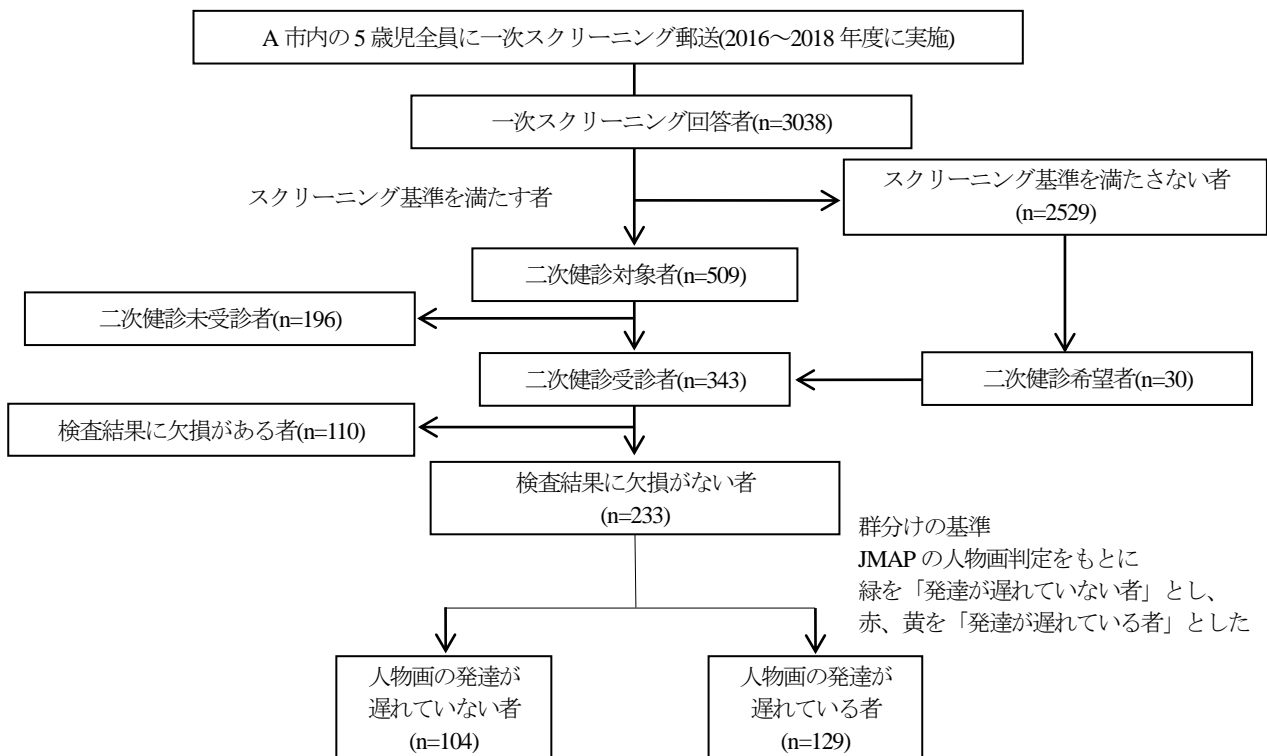 A 市内の 5 歳児全員に一次スクリーニング郵送(2016～2018 年度に実施)
一次スクリーニング回答者(n=3038)
スクリーニング基準を満たす者
スクリーニング基準を満たさない者
(n=2529)
二次健診対象者(n=509)
二次健診未受診者(n=196)
二次健診受診者(n=343)
二次健診希望者(n=30)
検査結果に欠損がある者(n=110)
検査結果に欠損がない者
(n=233)
群分けの基準
JMAP の人物画判定をもとに
緑を「発達が遅れていない者」とし、
赤、黄を「発達が遅れている者」とした
人物画の発達が
遅れていない者
(n=104)
人物画の発達が
遅れている者
(n=129)